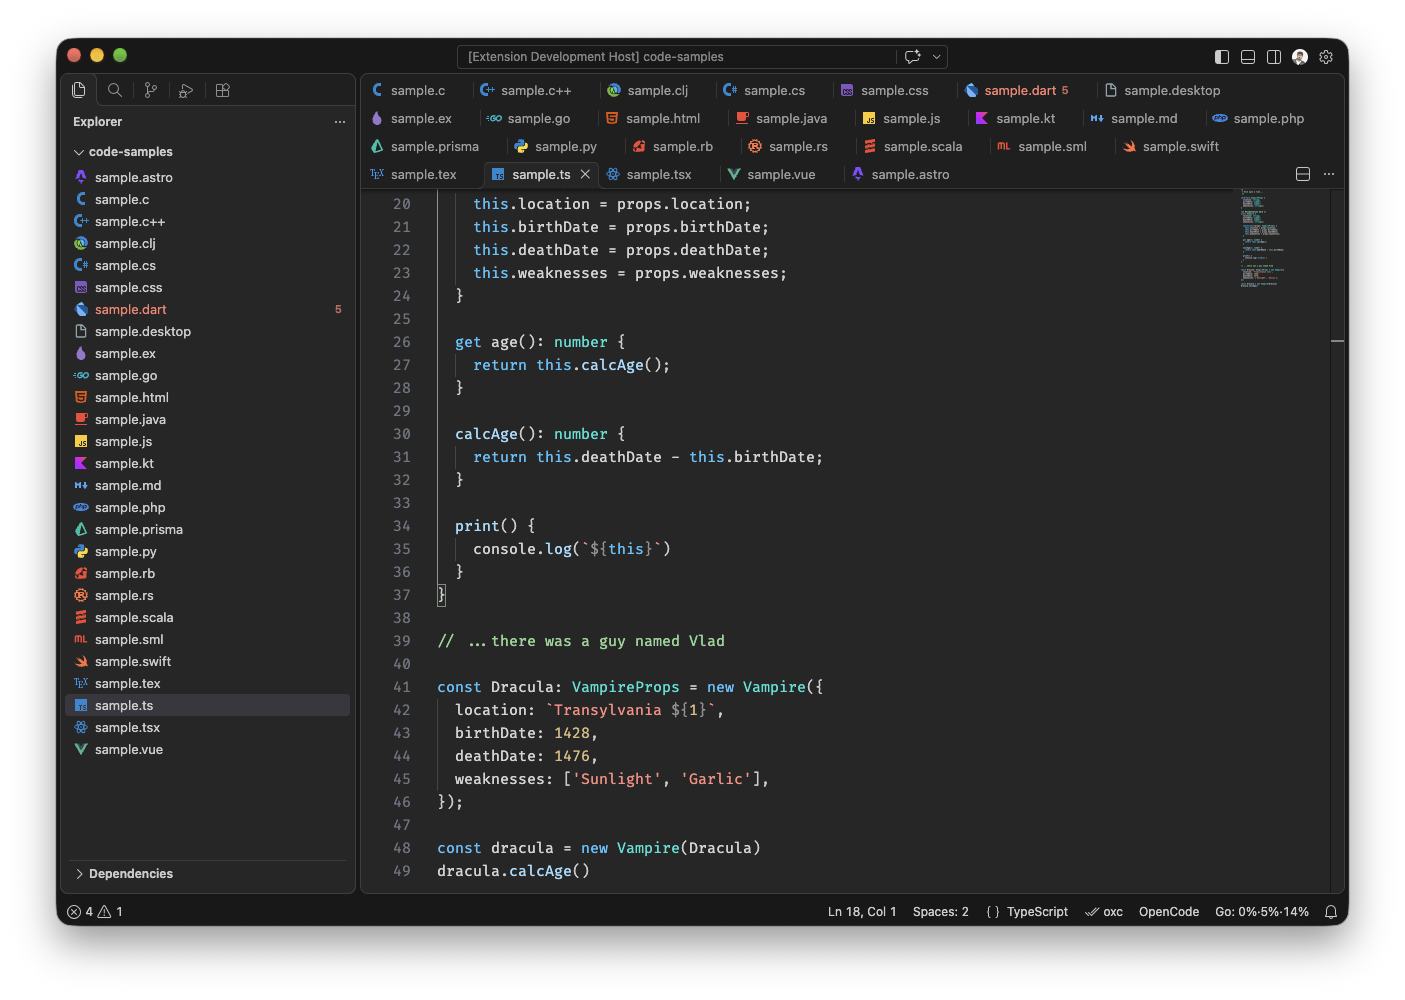 [Extension Development Host] code-samples
Explorer
code-samples
sample.astro
sample.c
sample.c++
sample.clj
sample.cs
sample.css
sample.dart 5
sample.desktop
sample.ex
sample.go
sample.html
sample.java
sample.js
sample.kt
sample.md
sample.php
sample.prisma
sample.py
sample.rb
sample.rs
sample.scala
sample.sml
sample.swift
sample.tex
sample.ts
sample.tsx
sample.vue
Dependencies
sample.c sample.c++ sample.clj sample.cs sample.css sample.dart 5 sample.desktop
sample.ex sample.go sample.html sample.java sample.js sample.kt sample.md sample.php
sample.prisma sample.py sample.rb sample.rs sample.scala sample.sml sample.swift
sample.tex sample.ts sample.tsx sample.vue sample.astro
20 this.location = props.location;
21 this.birthDate = props.birthDate;
22 this.deathDate = props.deathDate;
23 this.weaknesses = props.weaknesses;
24 }
25
26 get age(): number {
27 return this.calcAge();
28 }
29
30 calcAge(): number {
31 return this.deathDate - this.birthDate;
32 }
33
34 print() {
35 console.log(`${this}`)
36 }
37 }
38
39 // ...there was a guy named Vlad
40
41 const Dracula: VampireProps = new Vampire({
42 location: `Transylvania ${1}`,
43 birthDate: 1428,
44 deathDate: 1476,
45 weaknesses: ['Sunlight', 'Garlic'],
46 });
47
48 const dracula = new Vampire(Dracula)
49 dracula.calcAge()
4 1 Ln 18, Col 1 Spaces: 2 { } TypeScript oxc OpenCode Go: 0%·5%·14%